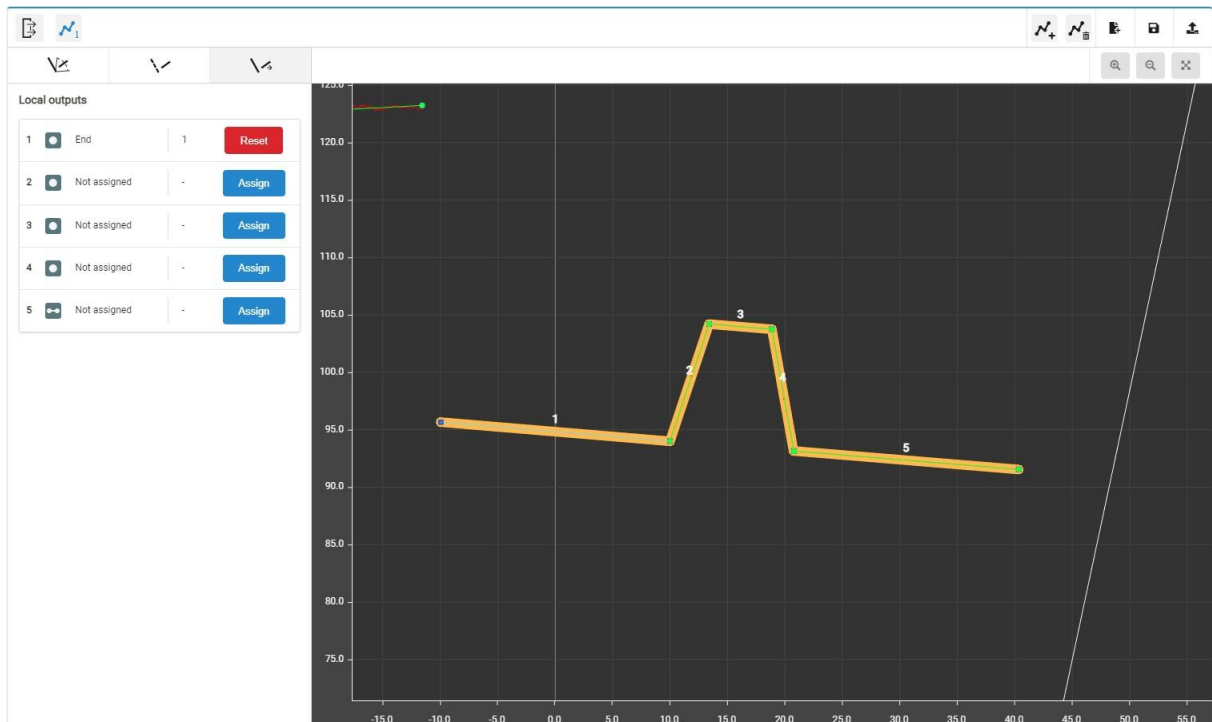 1
Local outputs
1 End 1 Reset
2 Not assigned - Assign
3 Not assigned - Assign
4 Not assigned - Assign
5 Not assigned - Assign
125.0
120.0
115.0
110.0
105.0
100.0
95.0
90.0
85.0
80.0
75.0
3
2
4
1
5
-15.0 -10.0 -5.0 0.0 5.0 10.0 15.0 20.0 25.0 30.0 35.0 40.0 45.0 50.0 55.0